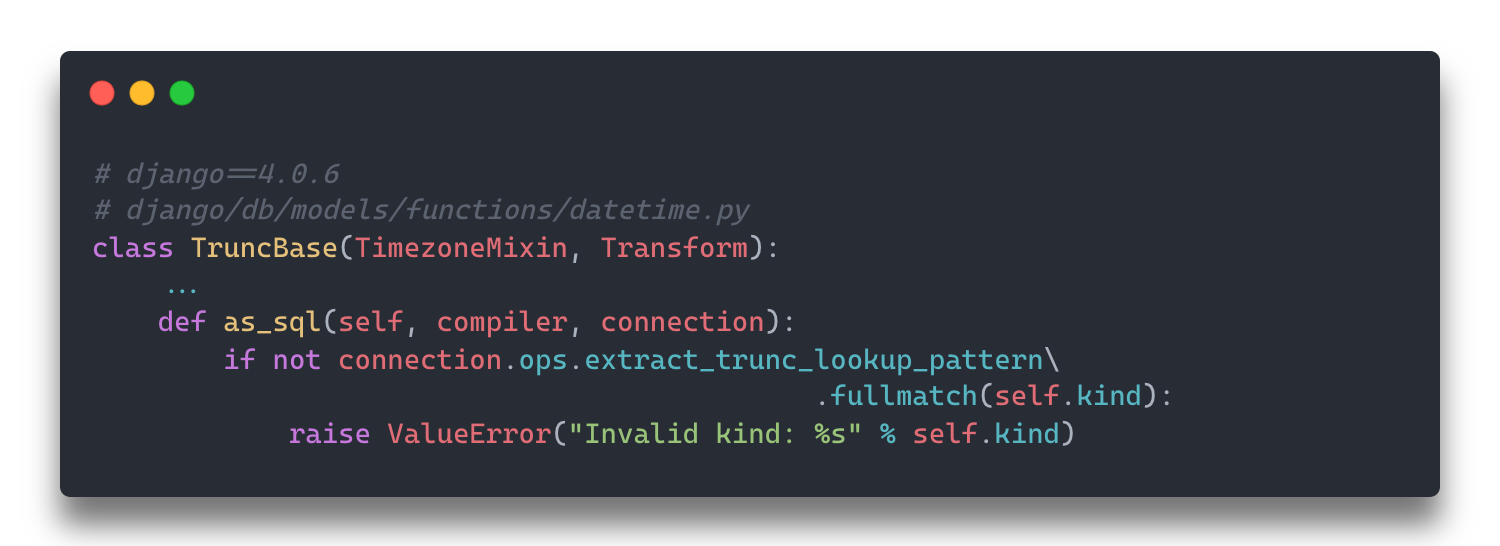 # django==4.0.6
# django/db/models/functions/datetime.py
class TruncBase(TimezoneMixin, Transform):
    ...
    def as_sql(self, compiler, connection):
        if not connection.ops.extract_trunc_lookup_pattern\
                                            .fullmatch(self.kind):
            raise ValueError("Invalid kind: %s" % self.kind)